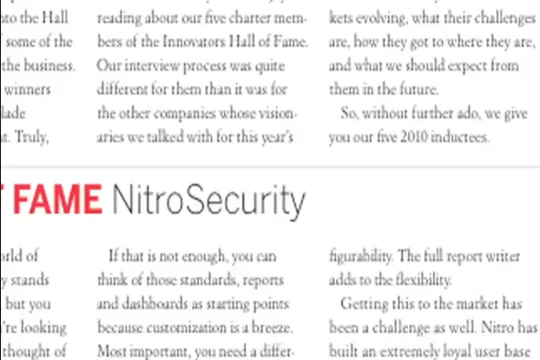 nto the Hall
some of the
the business.
winners
lade
t. Truly,
reading about our five charter mem-
bers of the Innovators Hall of Fame.
Our interview process was quite
different for them than it was for
the other companies whose vision-
aries we talked with for this year's
kets evolving, what their challenges
are, how they got to where they are,
and what we should expect from
them in the future.
So, without further ado, we give
you our five 2010 inductees.
FAME NitroSecurity
orld of
y stands
but you
're looking
thought of
If that is not enough, you can
think of those standards, reports
and dashboards as starting points
because customization is a breeze.
Most important, you need a differ-
figurability. The full report writer
adds to the flexibility.
Getting this to the market has
been a challenge as well. Nitro has
built an extremely loyal user base